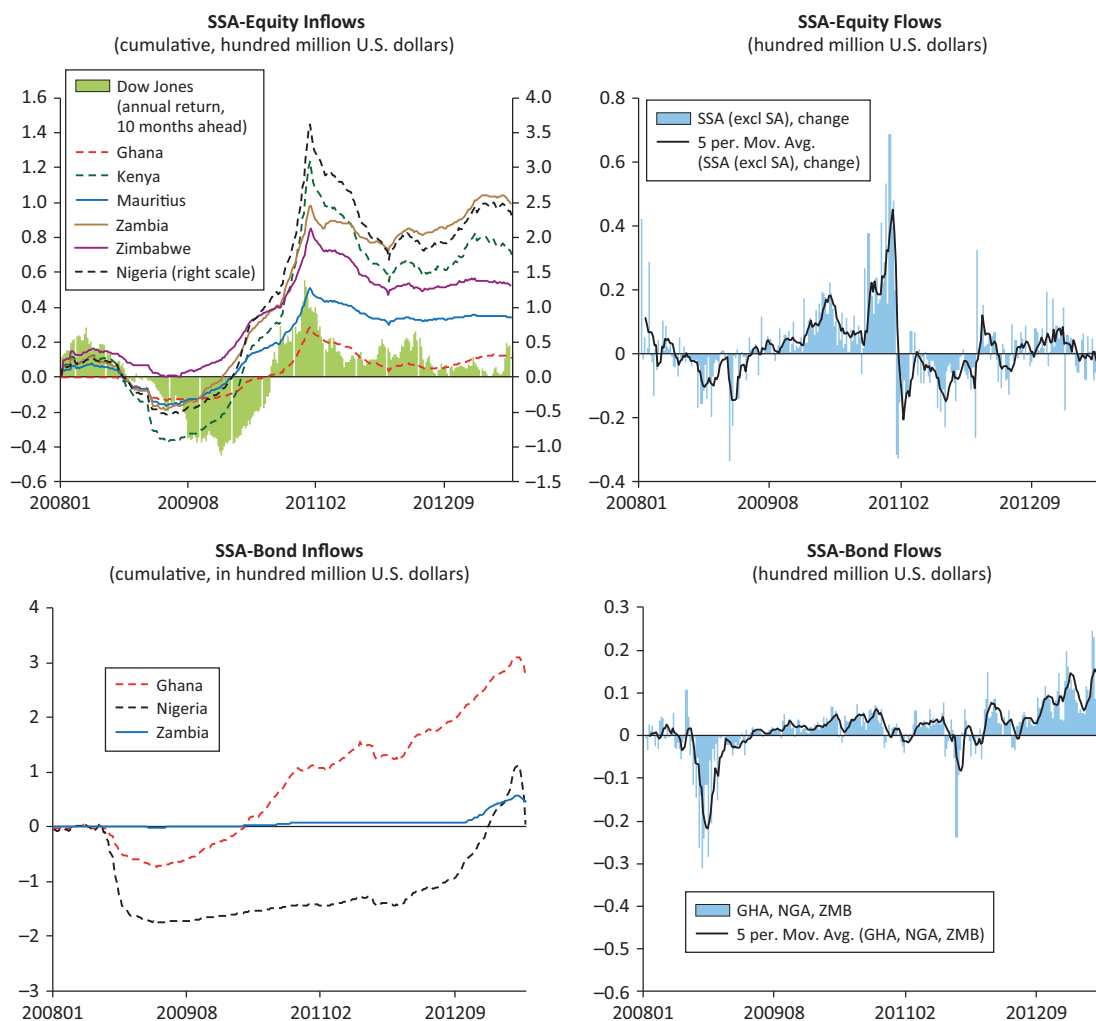 SSA-Equity Inflows
(cumulative, hundred million U.S. dollars)
Dow Jones
(annual return,
10 months ahead)
Ghana
Kenya
Mauritius
Zambia
Zimbabwe
Nigeria (right scale)
1.6
1.4
1.2
1.0
0.8
0.6
0.4
0.2
0.0
–0.2
–0.4
–0.6
4.0
3.5
3.0
2.5
2.0
1.5
1.0
0.5
0.0
–0.5
–1.0
–1.5
200801
200908
201102
201209
SSA-Equity Flows
(hundred million U.S. dollars)
SSA (excl SA), change
5 per. Mov. Avg.
(SSA (excl SA), change)
0.8
0.6
0.4
0.2
0
–0.2
–0.4
200801
200908
201102
201209
SSA-Bond Inflows
(cumulative, in hundred million U.S. dollars)
Ghana
Nigeria
Zambia
4
3
2
1
0
–1
–2
–3
200801
200908
201102
201209
SSA-Bond Flows
(hundred million U.S. dollars)
0.3
0.2
0.1
0
–0.1
–0.2
–0.3
–0.4
–0.5
–0.6
GHA, NGA, ZMB
5 per. Mov. Avg. (GHA, NGA, ZMB)
200801
200908
201102
201209